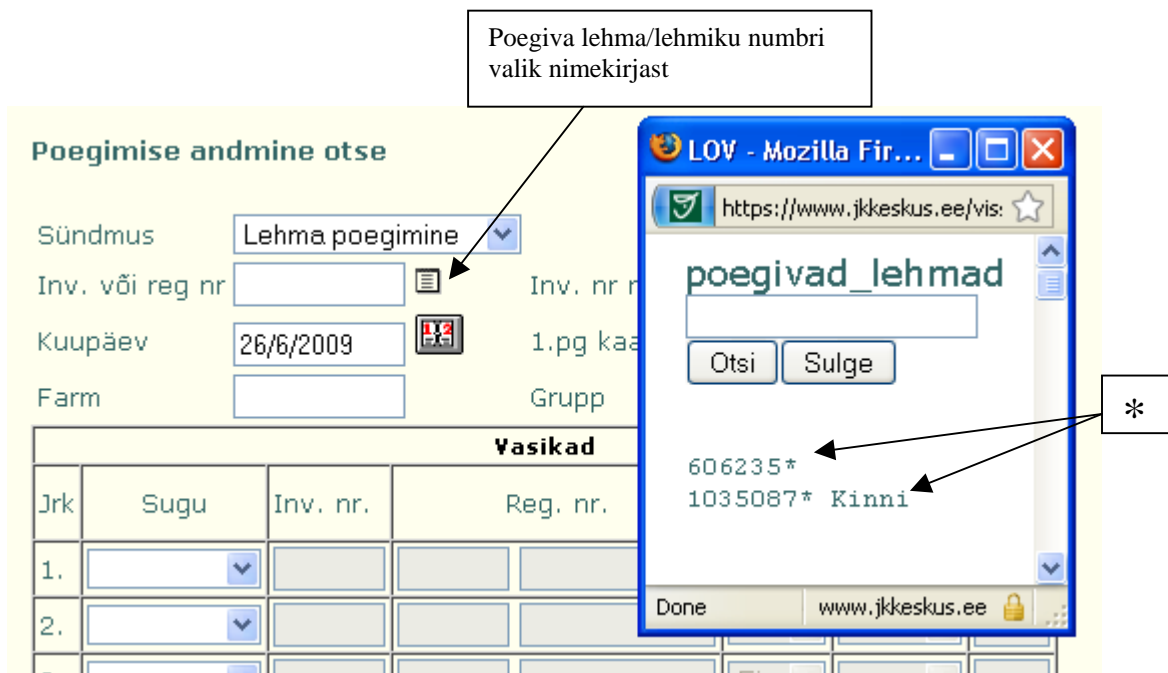 Poegiva lehma/lehmiku numbri
valik nimekirjast
Poegimise andmine otse
Sündmus Lehma poegimine
Inv. või reg nr Inv. nr
Kuupäev 26/6/2009 1.pg
Farm Grupp
Vasikad
Jrk Sugu Inv. nr. Reg. nr.
1.
2.
LOV - Mozilla Fir...
https://www.jkkeskus.ee/vis:
poegivad_lehmad
Otsi Sulge
606235*
1035087* Kinni
Done www.jkkeskus.ee
*